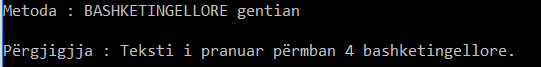 Metoda : BASHKETINGELLORE gentian
Përgjigjja : Teksti i pranuar përmban 4 bashketingellore.